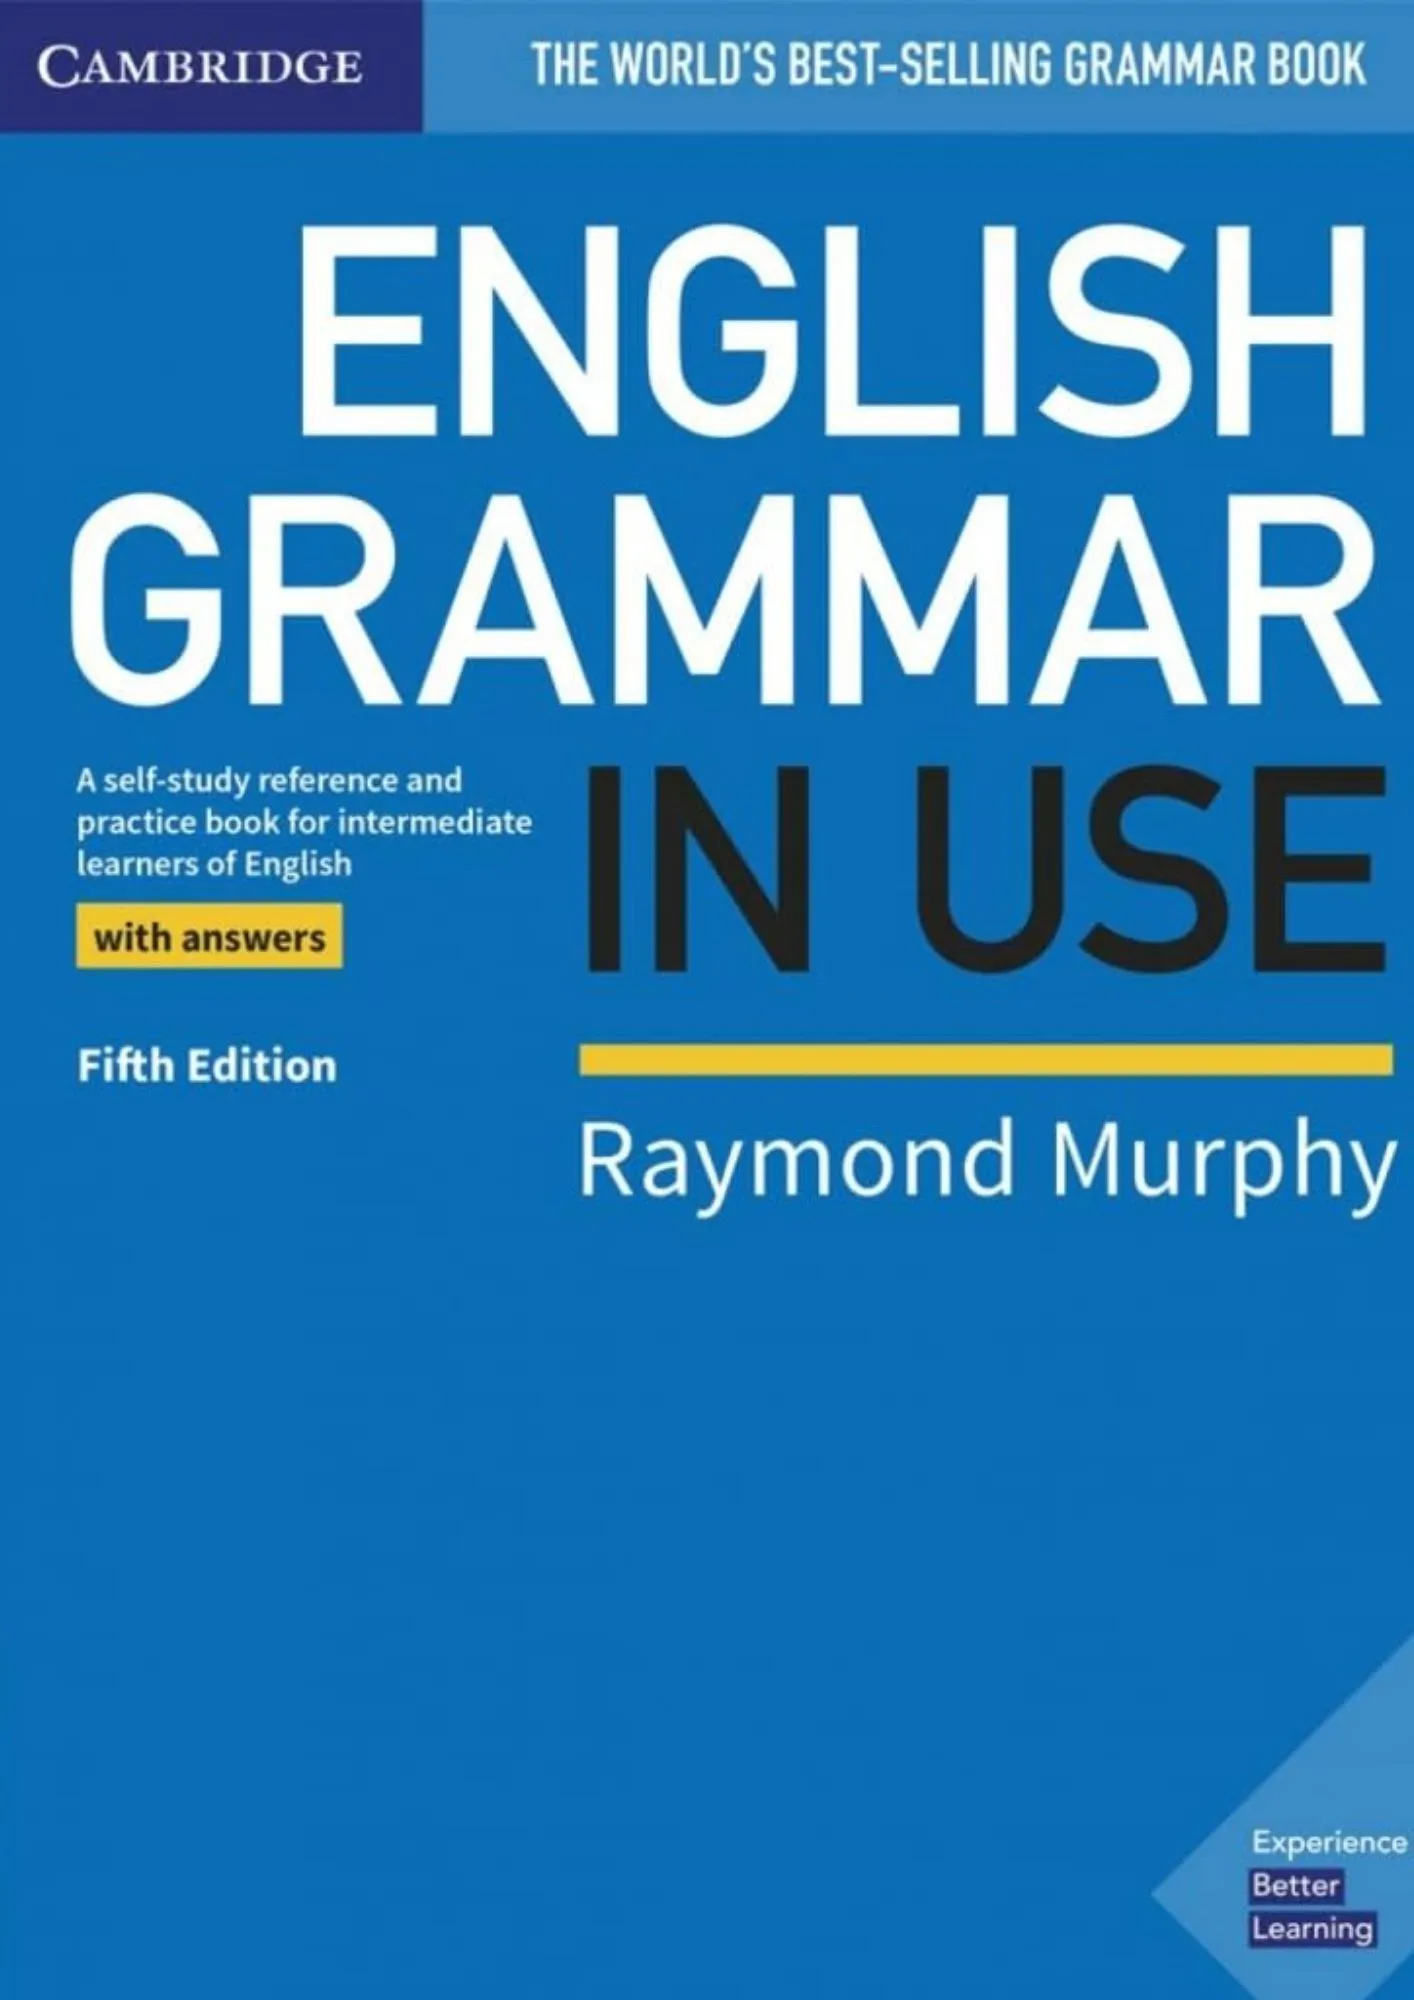 CAMBRIDGE
THE WORLD'S BEST-SELLING GRAMMAR BOOK
ENGLISH
GRAMMAR
IN USE
A self-study reference and
practice book for intermediate
learners of English
with answers
Fifth Edition
Raymond Murphy
Experience
Better
Learning